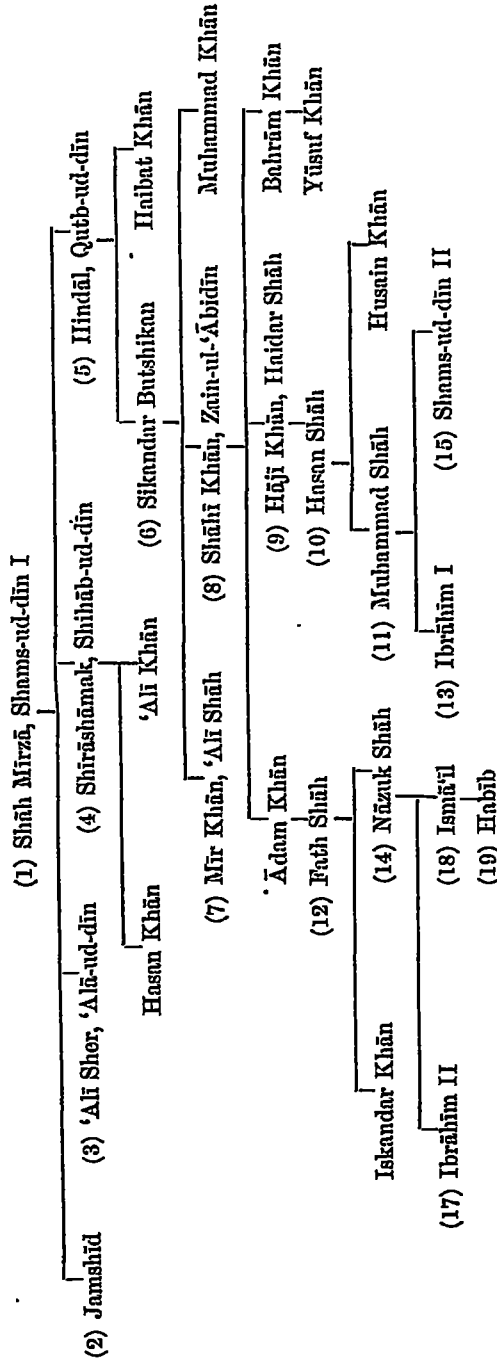 (1) Shāh Mīrzā, Shams-ud-dīn I
(2) Jamshīd (3) ‘Alī Sher, ‘Alā-ud-dīn (4) Shīrāshāmak, Shihāb-ud-dīn (5) Hindāl, Qutb-ud-dīn
Hasan Khān ‘Alī Khān (6) Sikandar Butshikan Haibat Khān
(7) Mīr Khān, ‘Alī Shāh (8) Shāhī Khān, Zain-ul-‘Ābidīn Muhammad Khān
Ādam Khān (9) Hājī Khān, Haidar Shāh Bahrām Khān
(12) Fath Shāh (10) Hasan Shāh Yūsuf Khān
Iskandar Khān (14) Nāzuk Shāh (11) Muhammad Shāh Husain Khān
(17) Ibrāhīm II (18) Ismā‘īl (13) Ibrāhīm I (15) Shams-ud-dīn II
(19) Habīb